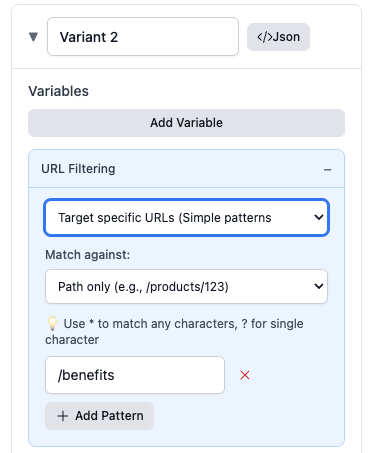 Variant 2
</>Json
Variables
Add Variable
URL Filtering
Target specific URLs (Simple patterns
Match against:
Path only (e.g., /products/123)
💡 Use * to match any characters, ? for single
character
/benefits
+ Add Pattern